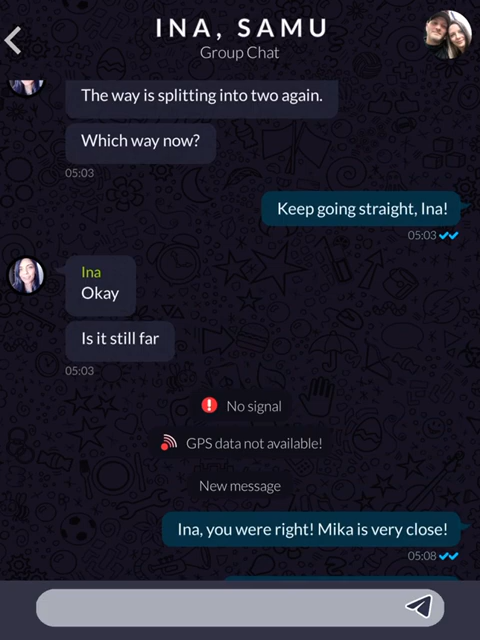 INA, SAMU
Group Chat
The way is splitting into two again.
Which way now?
05:03
Keep going straight, Ina!
05:03
Ina
Okay
Is it still far
05:03
No signal
GPS data not available!
New message
Ina, you were right! Mika is very close!
05:08